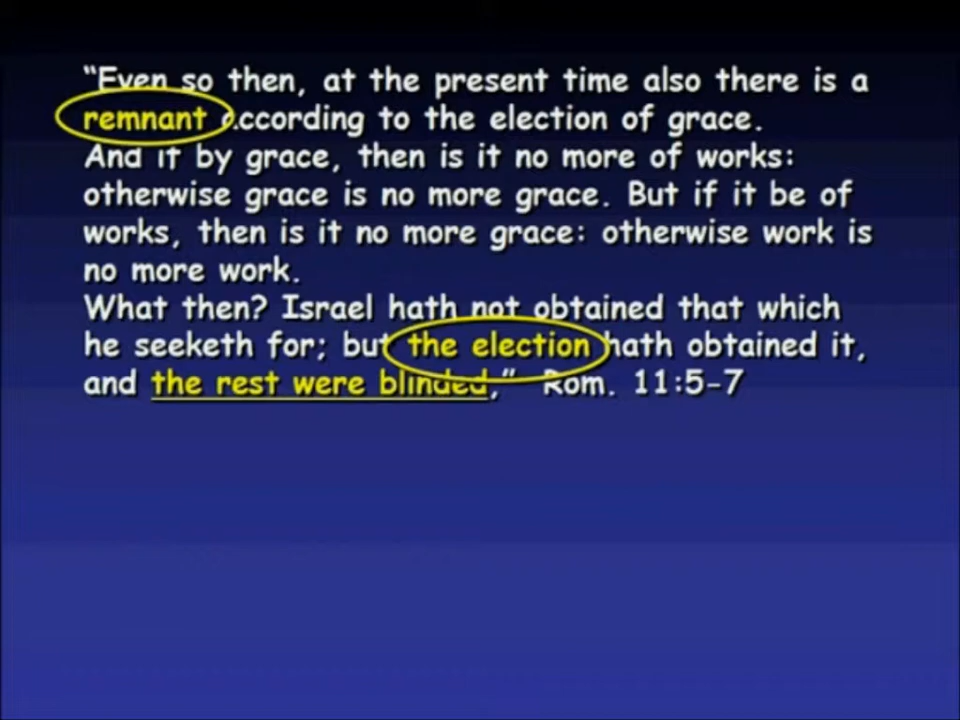 “Even so then, at the present time also there is a
remnant according to the election of grace.
And if by grace, then is it no more of works:
otherwise grace is no more grace. But if it be of
works, then is it no more grace: otherwise work is
no more work.
What then? Israel hath not obtained that which
he seeketh for; but the election hath obtained it,
and the rest were blinded,” Rom. 11:5-7